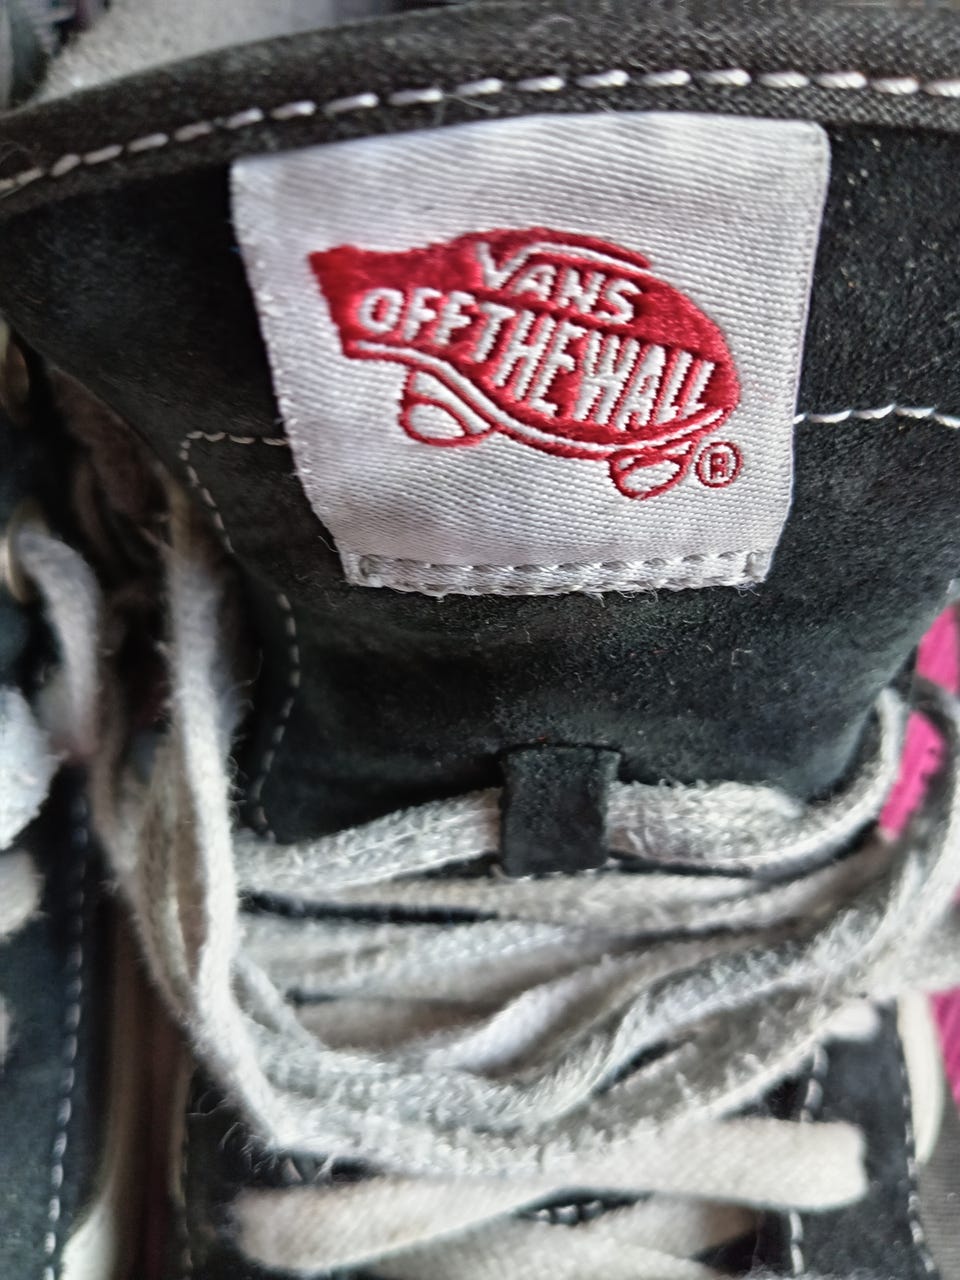 VANS
OFF THE WALL
®